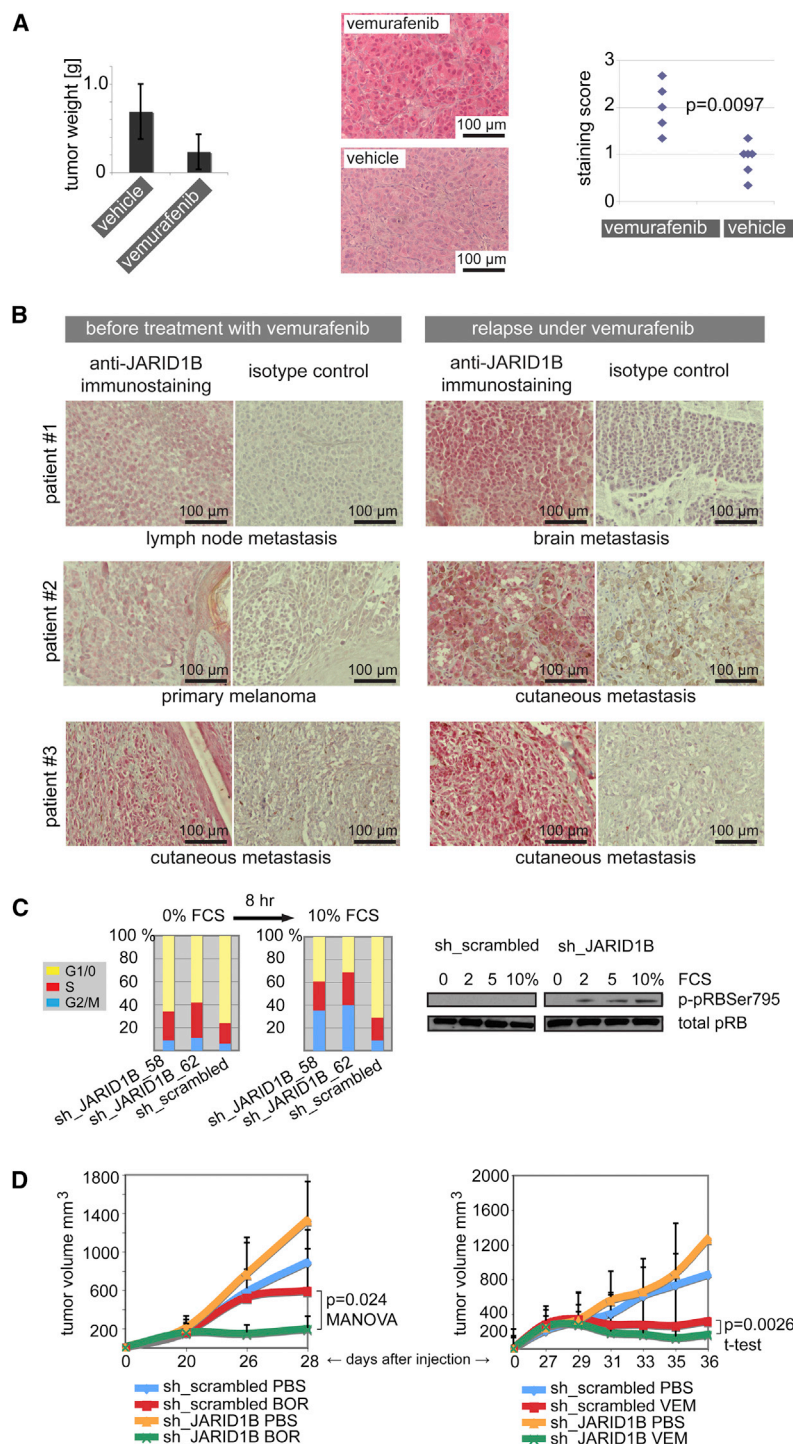 A
tumor weight [g]
1.0
0
vehicle
vemurafenib
vemurafenib
100 µm
vehicle
100 µm
staining score
3
2
1
0
p=0.0097
vemurafenib
vehicle
B
before treatment with vemurafenib
relapse under vemurafenib
anti-JARID1B
immunostaining
isotype control
anti-JARID1B
immunostaining
isotype control
patient #1
100 µm
100 µm
100 µm
100 µm
lymph node metastasis
brain metastasis
patient #2
100 µm
100 µm
100 µm
100 µm
primary melanoma
cutaneous metastasis
patient #3
100 µm
100 µm
100 µm
100 µm
cutaneous metastasis
cutaneous metastasis
C
8 hr
0% FCS
10% FCS
G1/0
S
G2/M
100 %
80
60
40
20
sh_JARID1B_58
sh_JARID1B_62
sh_scrambled
100 %
80
60
40
20
sh_JARID1B_58
sh_JARID1B_62
sh_scrambled
sh_scrambled
sh_JARID1B
0 2 5 10%
0 2 5 10%
FCS
p-pRBSer795
total pRB
D
tumor volume mm3
1800
1400
1000
600
200
0 20 26 28
p=0.024
MANOVA
← days after injection →
sh_scrambled PBS
sh_scrambled BOR
sh_JARID1B PBS
sh_JARID1B BOR
tumor volume mm3
2000
1600
1200
800
400
200
0 27 29 31 33 35 36
p=0.0026
t-test
sh_scrambled PBS
sh_scrambled VEM
sh_JARID1B PBS
sh_JARID1B VEM